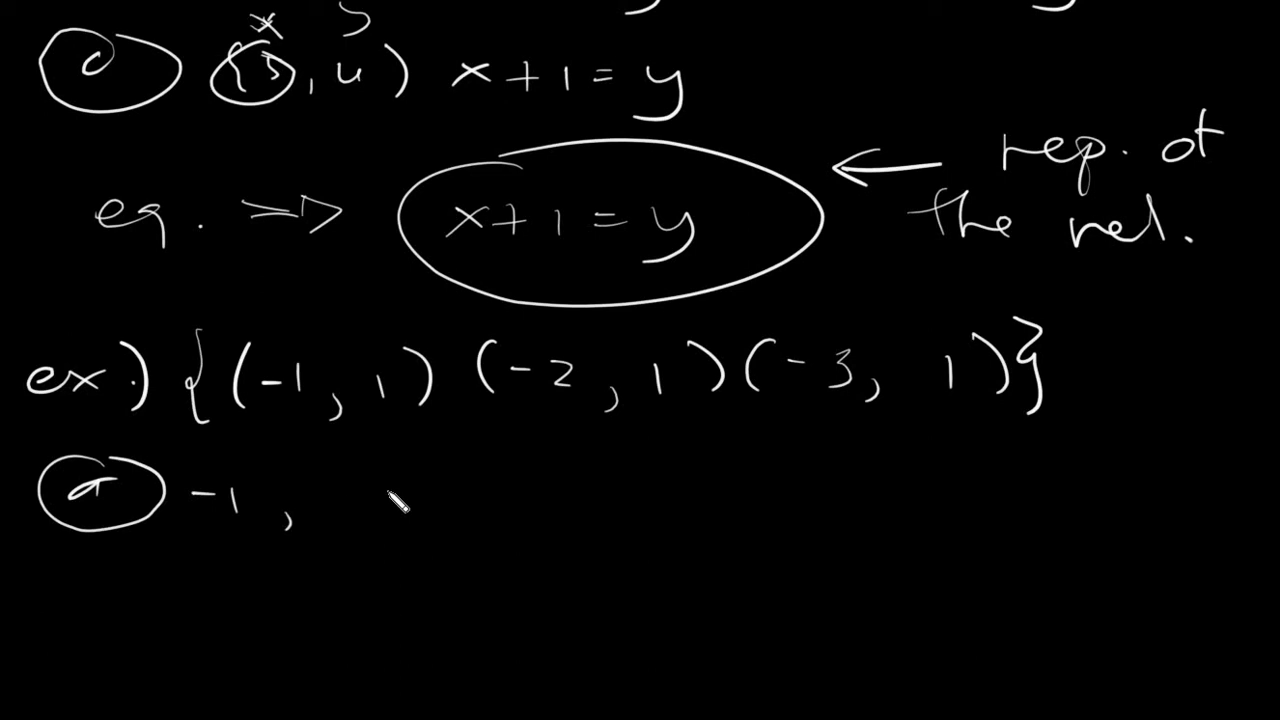 x y
c (3, 4) x + 1 = y
eq. => x + 1 = y ← rep. of
the rel.
ex.) {(-1, 1) (-2, 1) (-3, 1)}
a -1 ,